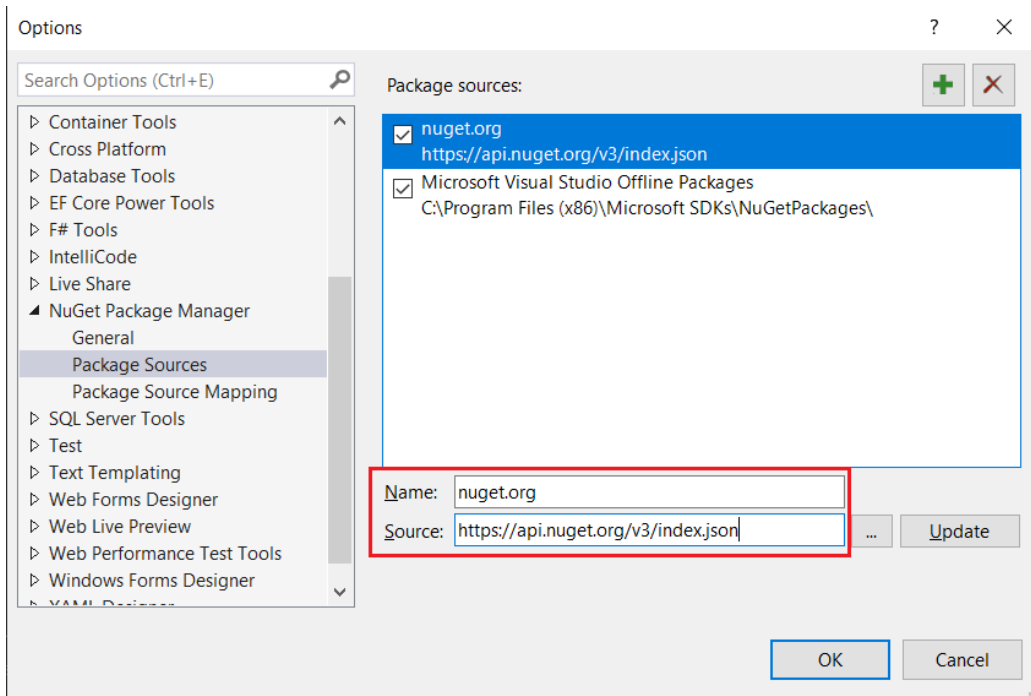 Options
?
Search Options (Ctrl+E)
Container Tools
Cross Platform
Database Tools
EF Core Power Tools
F# Tools
IntelliCode
Live Share
NuGet Package Manager
General
Package Sources
Package Source Mapping
SQL Server Tools
Test
Text Templating
Web Forms Designer
Web Live Preview
Web Performance Test Tools
Windows Forms Designer
XAML Designer
Package sources:
nuget.org
https://api.nuget.org/v3/index.json
Microsoft Visual Studio Offline Packages
C:\Program Files (x86)\Microsoft SDKs\NuGetPackages\
Name: nuget.org
Source: https://api.nuget.org/v3/index.json ... Update
OK Cancel